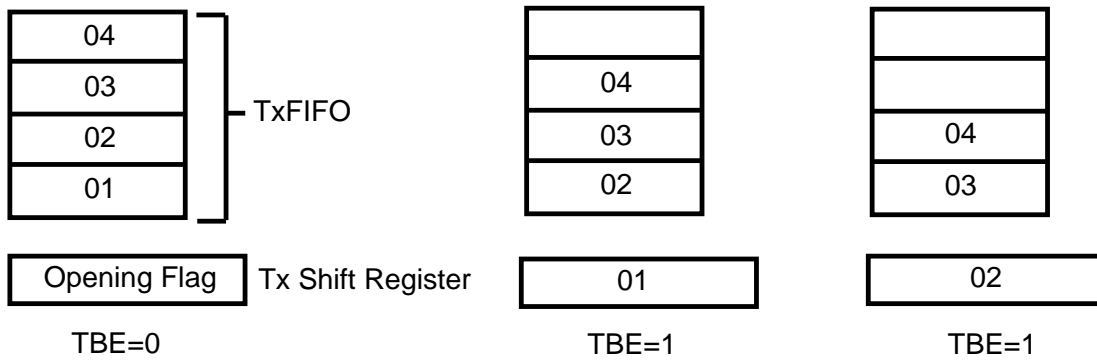 04
03
02
01
TxFIFO
Opening Flag
Tx Shift Register
TBE=0
04
03
02
01
TBE=1
04
03
02
TBE=1